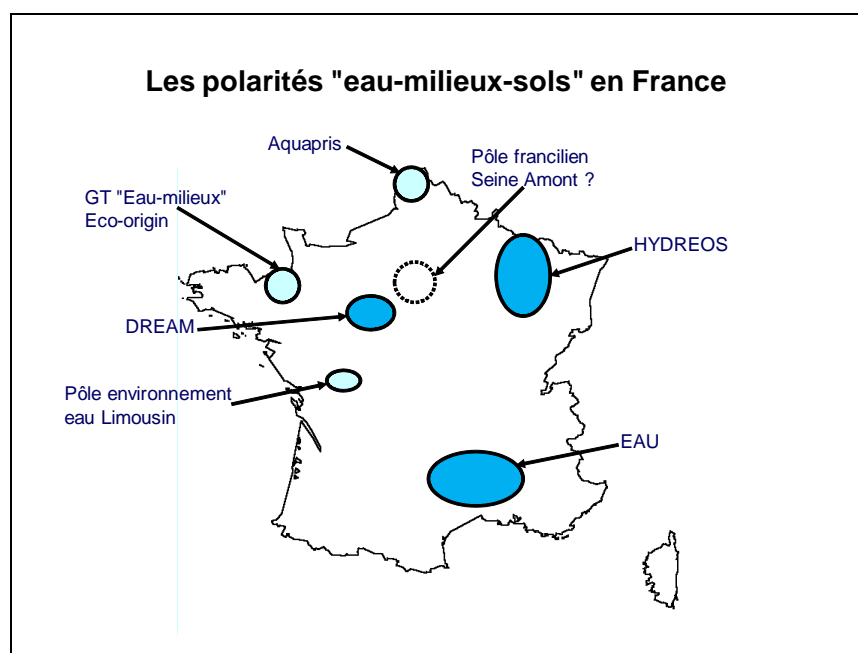 Les polarités "eau-milieux-sols" en France
Aquapris
Pôle francilien
Seine Amont ?
GT "Eau-milieux"
Eco-origin
HYDREOS
DREAM
Pôle environnement
eau Limousin
EAU